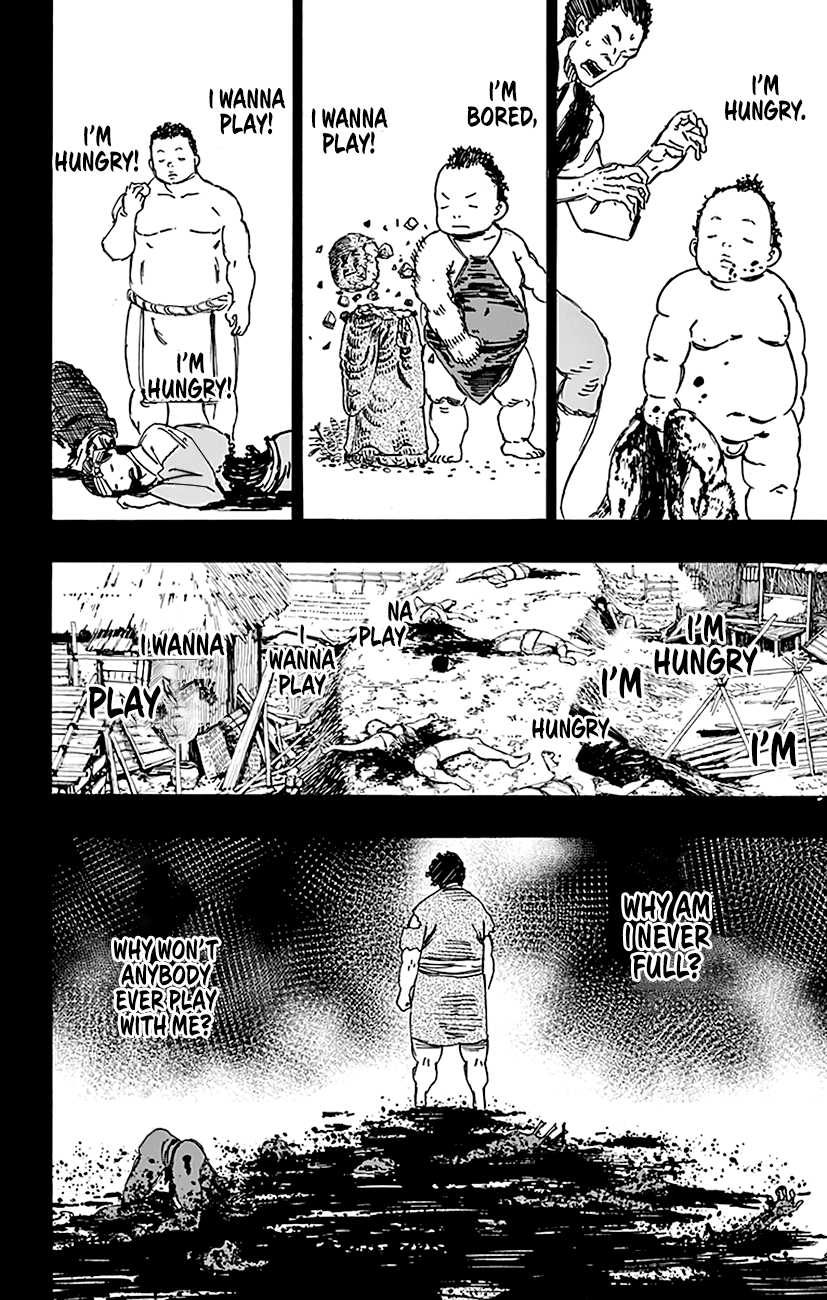 I'M
HUNGRY.
I'M
BORED,
I WANNA
PLAY!
I WANNA
PLAY!
I'M
HUNGRY!
I'M
HUNGRY!
I'M
HUNGRY
I'M
I'M
HUNGRY
NA
PLAY
I
WANNA
PLAY
I WANNA
PLAY
WHY AM
I NEVER
FULL?
WHY WON'T
ANYBODY
EVER PLAY
WITH ME?